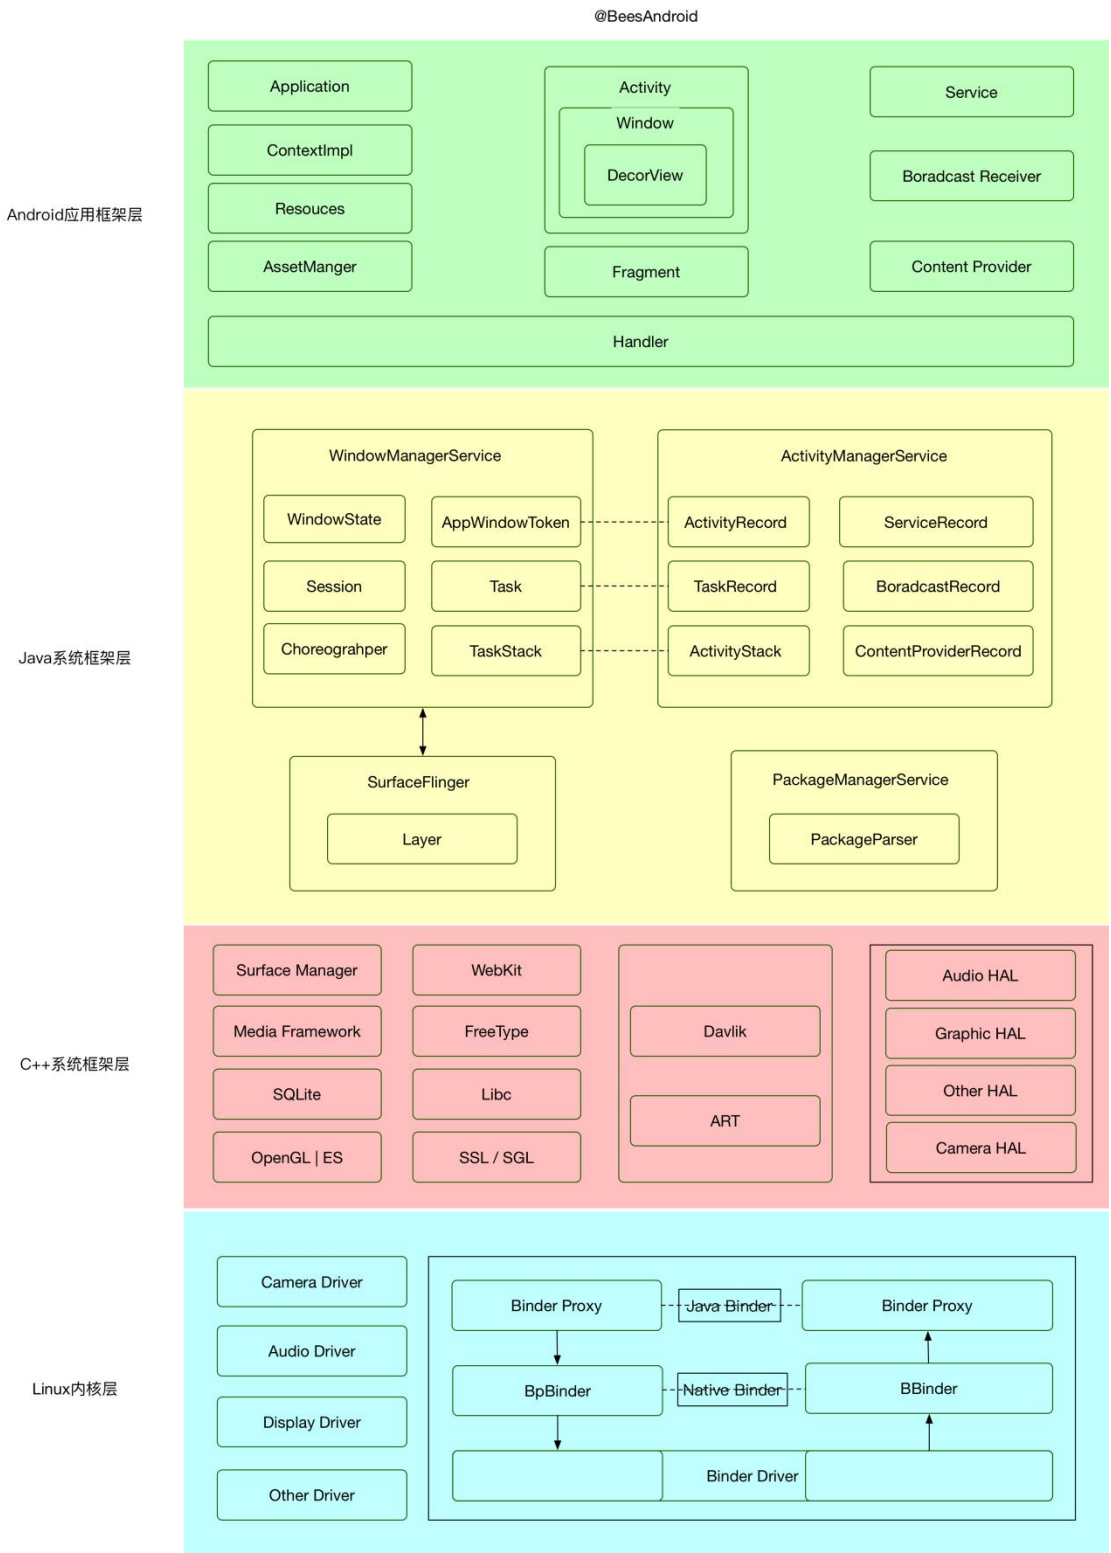 @BeesAndroid
Android应用框架层
Application
ContextImpl
Resouces
AssetManger
Activity
Window
DecorView
Fragment
Service
Boradcast Receiver
Content Provider
Handler
Java系统框架层
WindowManagerService
WindowState
AppWindowToken
Session
Task
Choreograhper
TaskStack
ActivityManagerService
ActivityRecord
ServiceRecord
TaskRecord
BoradcastRecord
ActivityStack
ContentProviderRecord
SurfaceFlinger
Layer
PackageManagerService
PackageParser
C++系统框架层
Surface Manager
WebKit
Media Framework
FreeType
SQLite
Libc
OpenGL | ES
SSL / SGL
Davlik
ART
Audio HAL
Graphic HAL
Other HAL
Camera HAL
Linux内核层
Camera Driver
Audio Driver
Display Driver
Other Driver
Binder Proxy
Java Binder
Binder Proxy
BpBinder
Native Binder
BBinder
Binder Driver